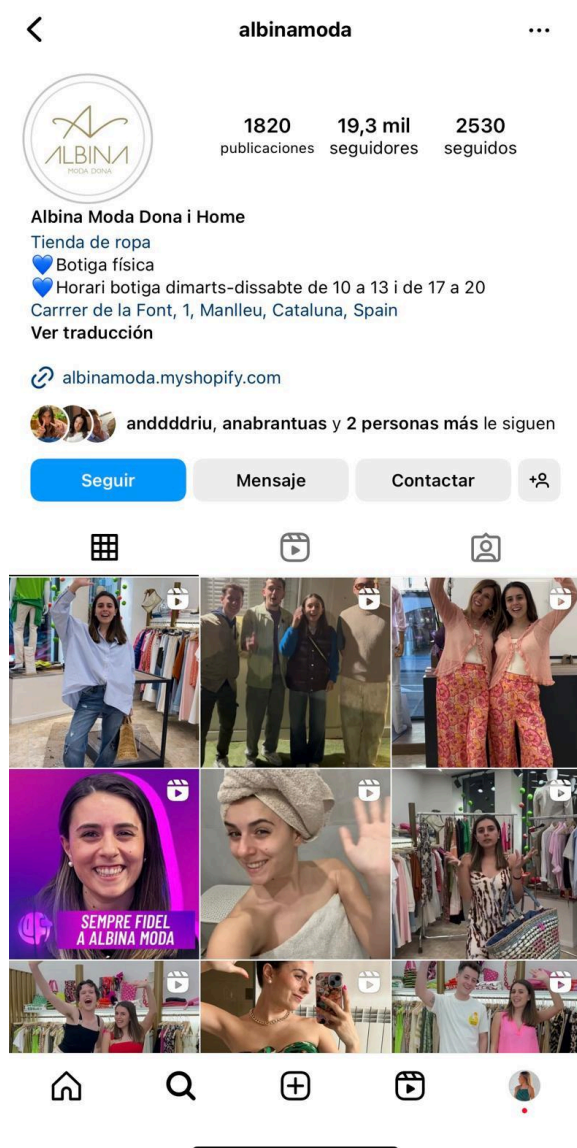 albinamoda
ALBINA
MODA DONA
1820 19,3 mil 2530
publicaciones seguidores seguidos
Albina Moda Dona i Home
Tienda de ropa
💙Botiga física
💙Horari botiga dimarts-dissabte de 10 a 13 i de 17 a 20
Carrrer de la Font, 1, Manlleu, Cataluna, Spain
Ver traducción
albinamoda.myshopify.com
anddddriu, anabrantuas y 2 personas más le siguen
Seguir Mensaje Contactar
SEMPRE FIDEL
A ALBINA MODA